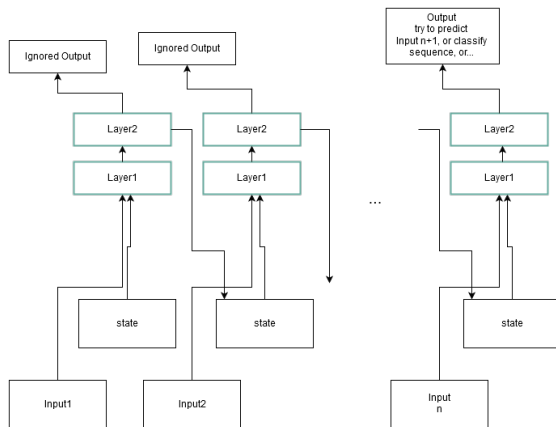 Output
try to predict
Input n+1, or classify
sequence, or...
Ignored Output
Ignored Output
Layer2
Layer2
Layer2
Layer1
Layer1
Layer1
...
state
state
state
Input1
Input2
Input
n